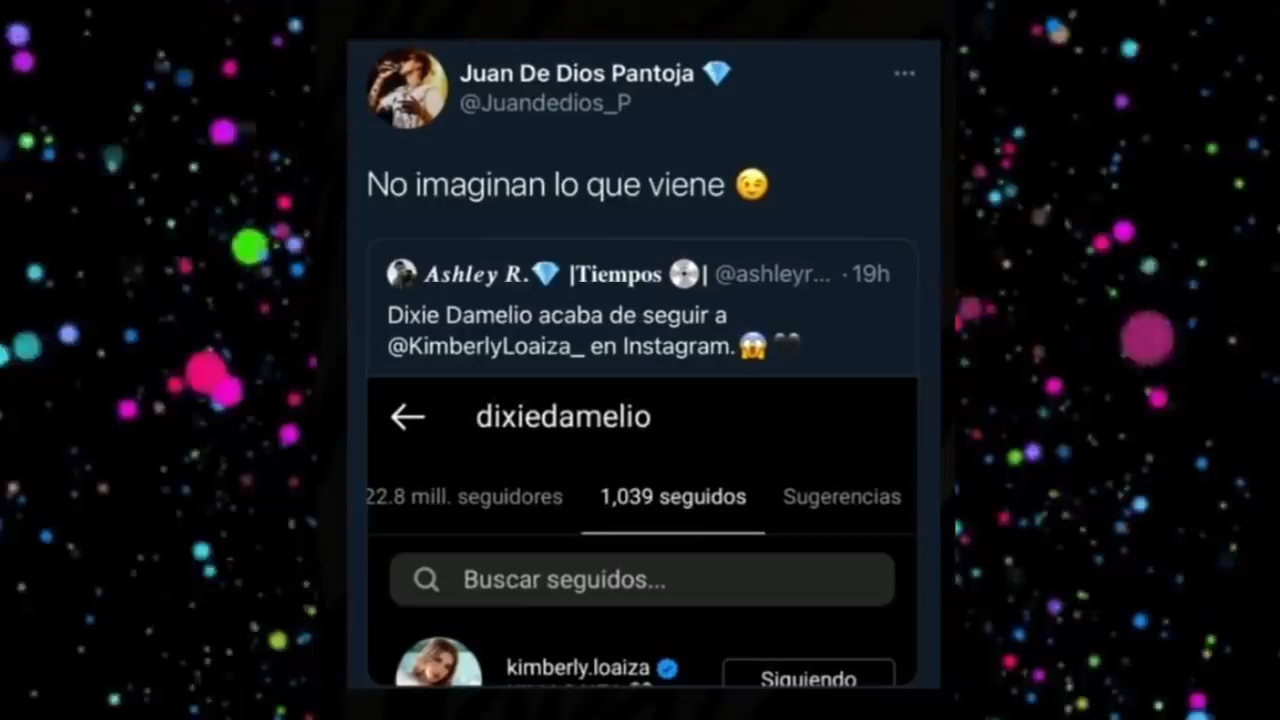 Juan De Dios Pantoja 💎
@Juandedios_P
No imaginan lo que viene 😉
Ashley R.💎 |Tiempos 💿| @ashleyr... · 19h
Dixie Damelio acaba de seguir a
@KimberlyLoaiza_ en Instagram.😱🖤
dixiedamelio
22.8 mill. seguidores 1,039 seguidos Sugerencias
Buscar seguidos...
kimberly.loaiza
Siguiendo